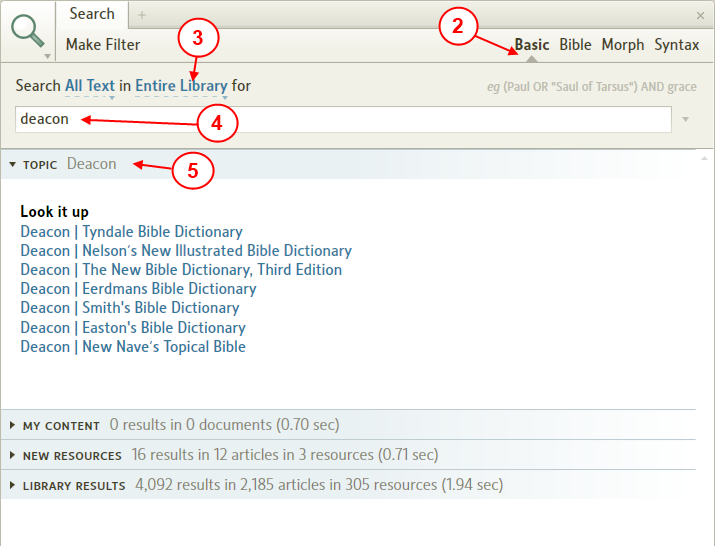 Search +
Make Filter
3
2
Basic Bible Morph Syntax
Search All Text in Entire Library for
eg (Paul OR "Saul of Tarsus") AND grace
deacon
4
TOPIC Deacon
5
Look it up
Deacon | Tyndale Bible Dictionary
Deacon | Nelson's New Illustrated Bible Dictionary
Deacon | The New Bible Dictionary, Third Edition
Deacon | Eerdmans Bible Dictionary
Deacon | Smith's Bible Dictionary
Deacon | Easton's Bible Dictionary
Deacon | New Nave's Topical Bible
MY CONTENT 0 results in 0 documents (0.70 sec)
NEW RESOURCES 16 results in 12 articles in 3 resources (0.71 sec)
LIBRARY RESULTS 4,092 results in 2,185 articles in 305 resources (1.94 sec)